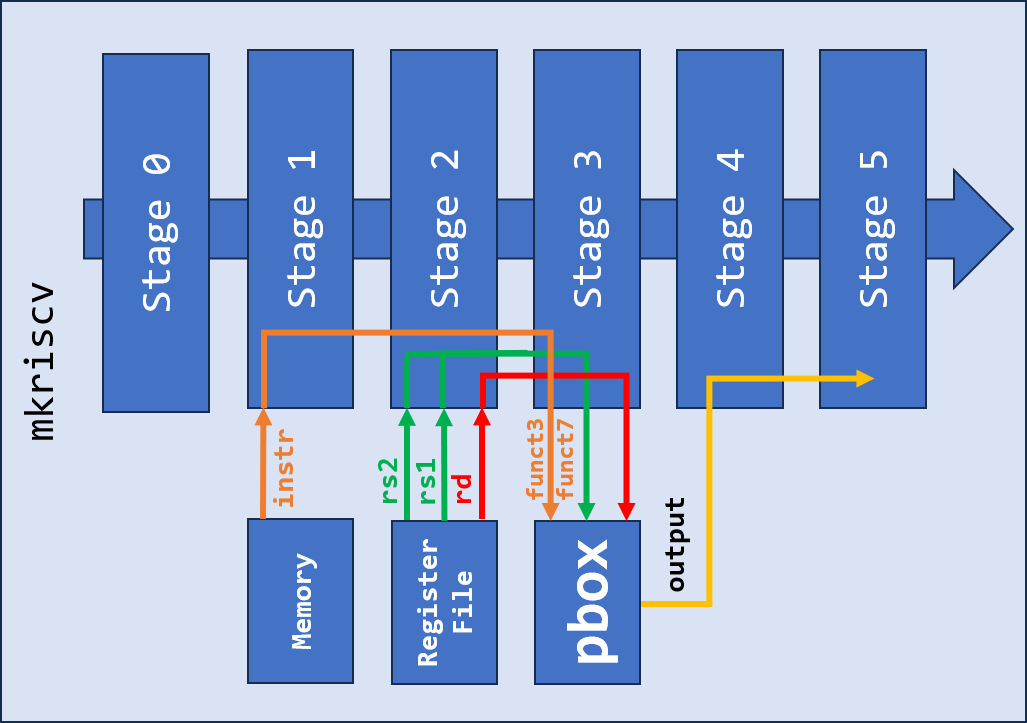 mkriscv
Stage 0
Stage 1
Stage 2
Stage 3
Stage 4
Stage 5
instr
rs2
rs1
rd
funct3
funct7
output
Memory
Register
File
pbox